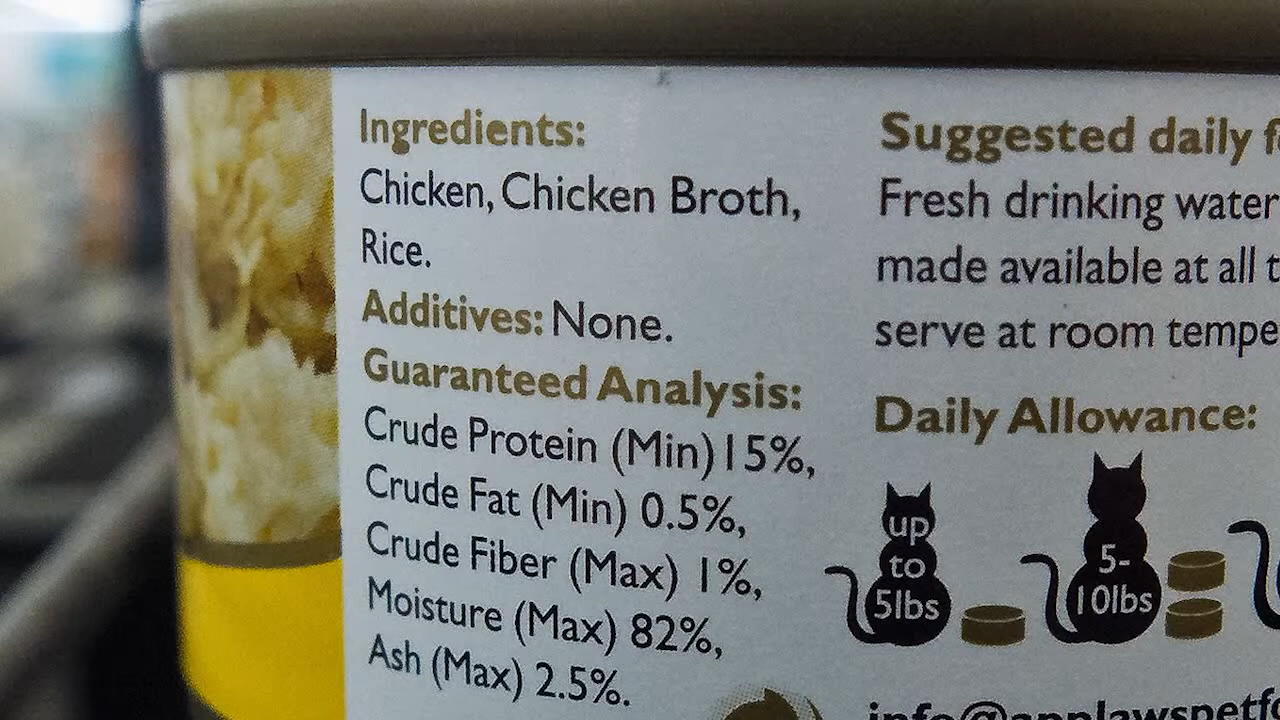 Ingredients:
Chicken, Chicken Broth,
Rice.
Additives: None.
Guaranteed Analysis:
Crude Protein (Min) 15%,
Crude Fat (Min) 0.5%,
Crude Fiber (Max) 1%,
Moisture (Max) 82%,
Ash (Max) 2.5%.
Suggested daily
Fresh drinking water
made available at all
serve at room
Daily Allowance:
up
to
5lbs
5-
10lbs